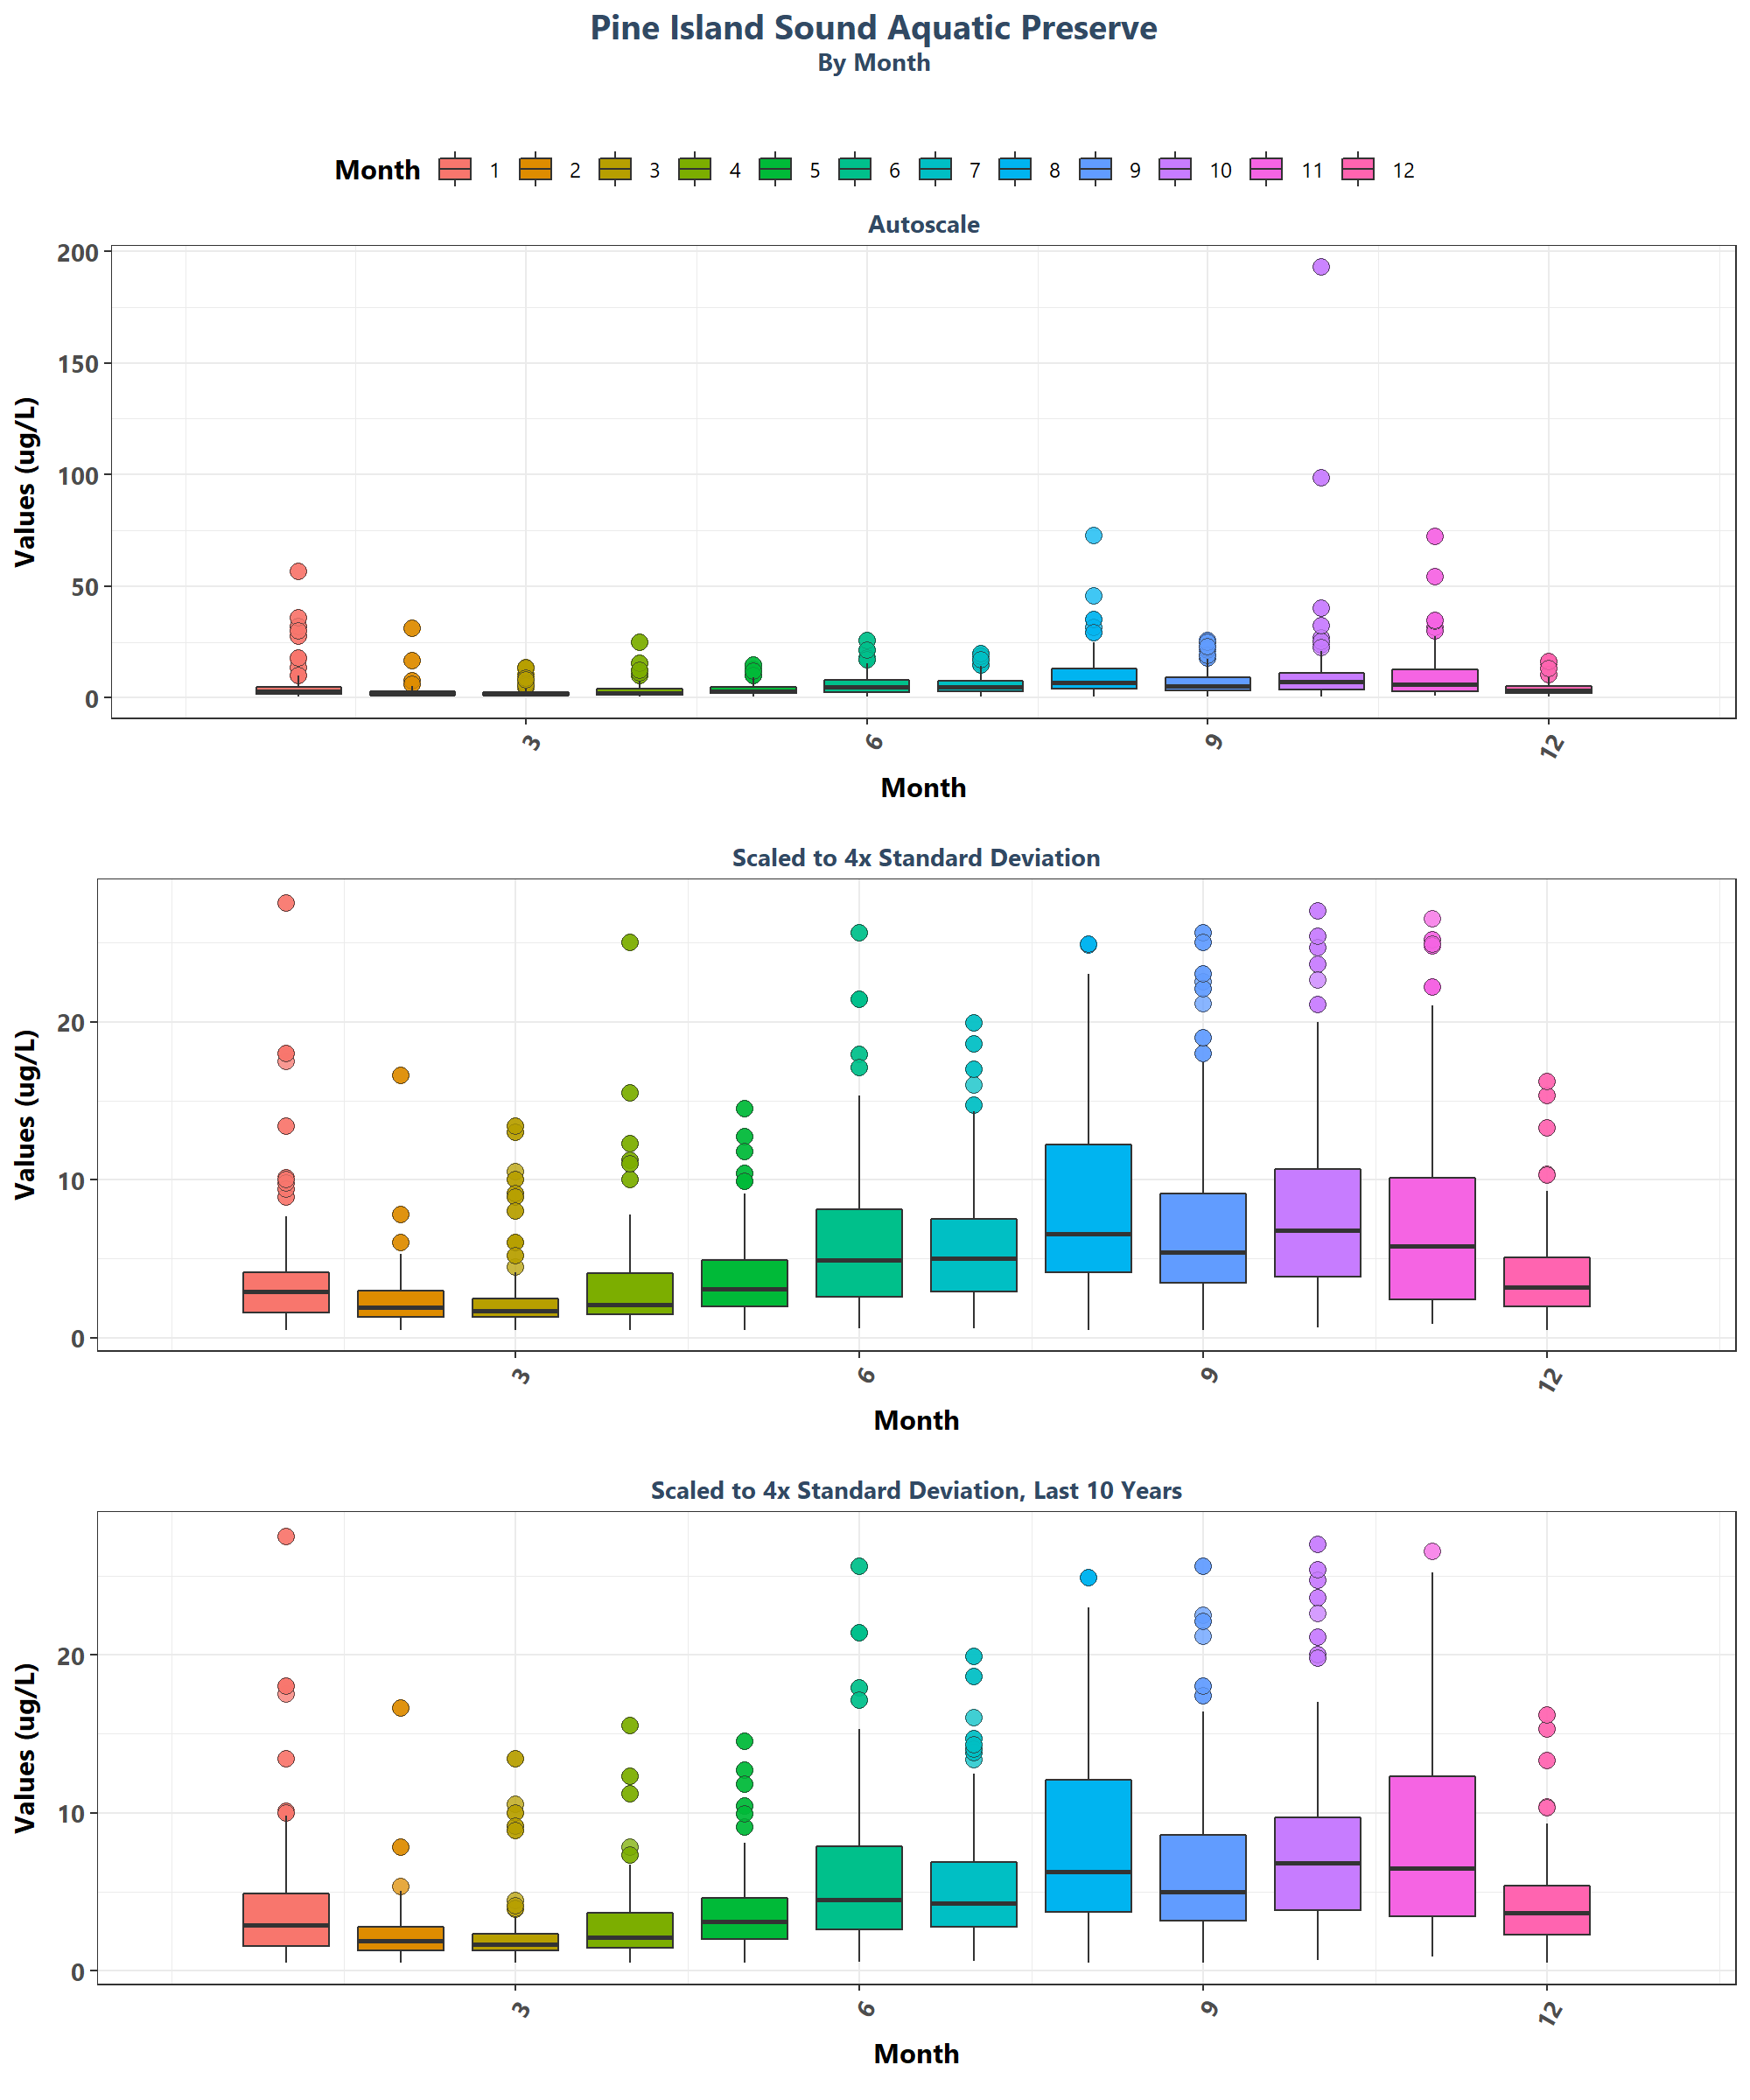 Pine Island Sound Aquatic Preserve
By Month
Month 1 2 3 4 5 6 7 8 9 10 11 12
Autoscale
200
150
100
50
0
Values (ug/L)
3 6 9 12
Month
Scaled to 4x Standard Deviation
20
10
0
Values (ug/L)
3 6 9 12
Month
Scaled to 4x Standard Deviation, Last 10 Years
20
10
0
Values (ug/L)
3 6 9 12
Month